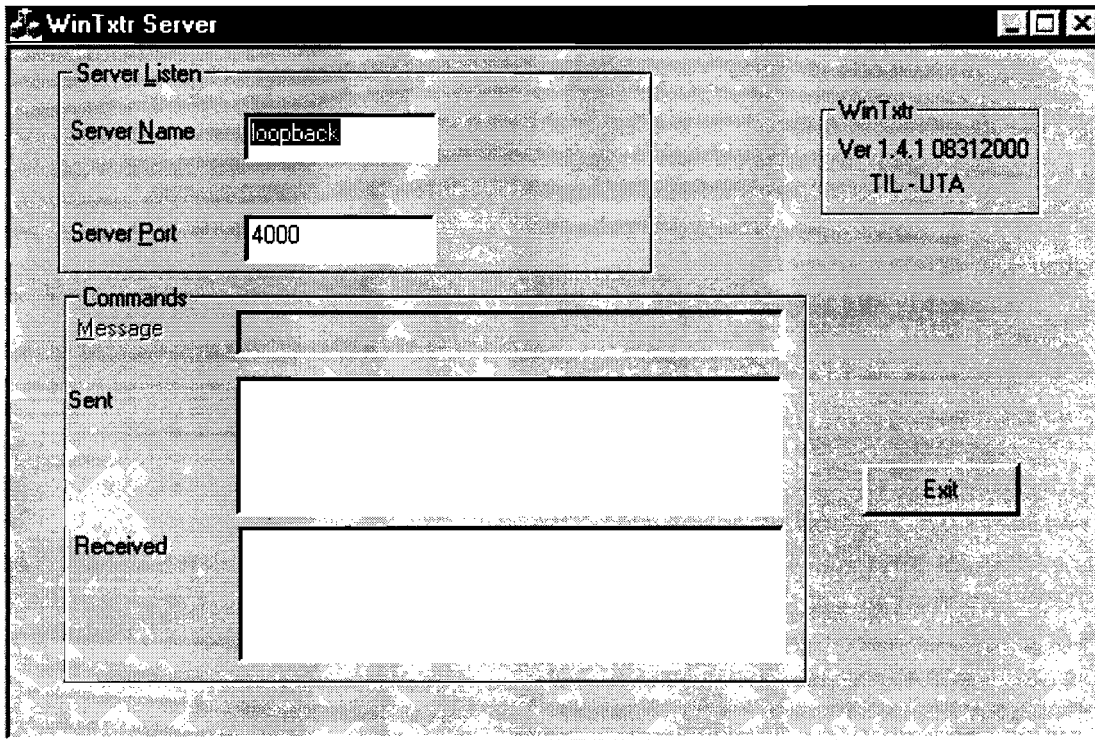 WinTxtr Server
Server Listen
Server Name
loopback
Server Port
4000
WinTxtr
Ver 1.4.1 08312000
TIL - UTA
Commands
Message
Sent
Received
Exit